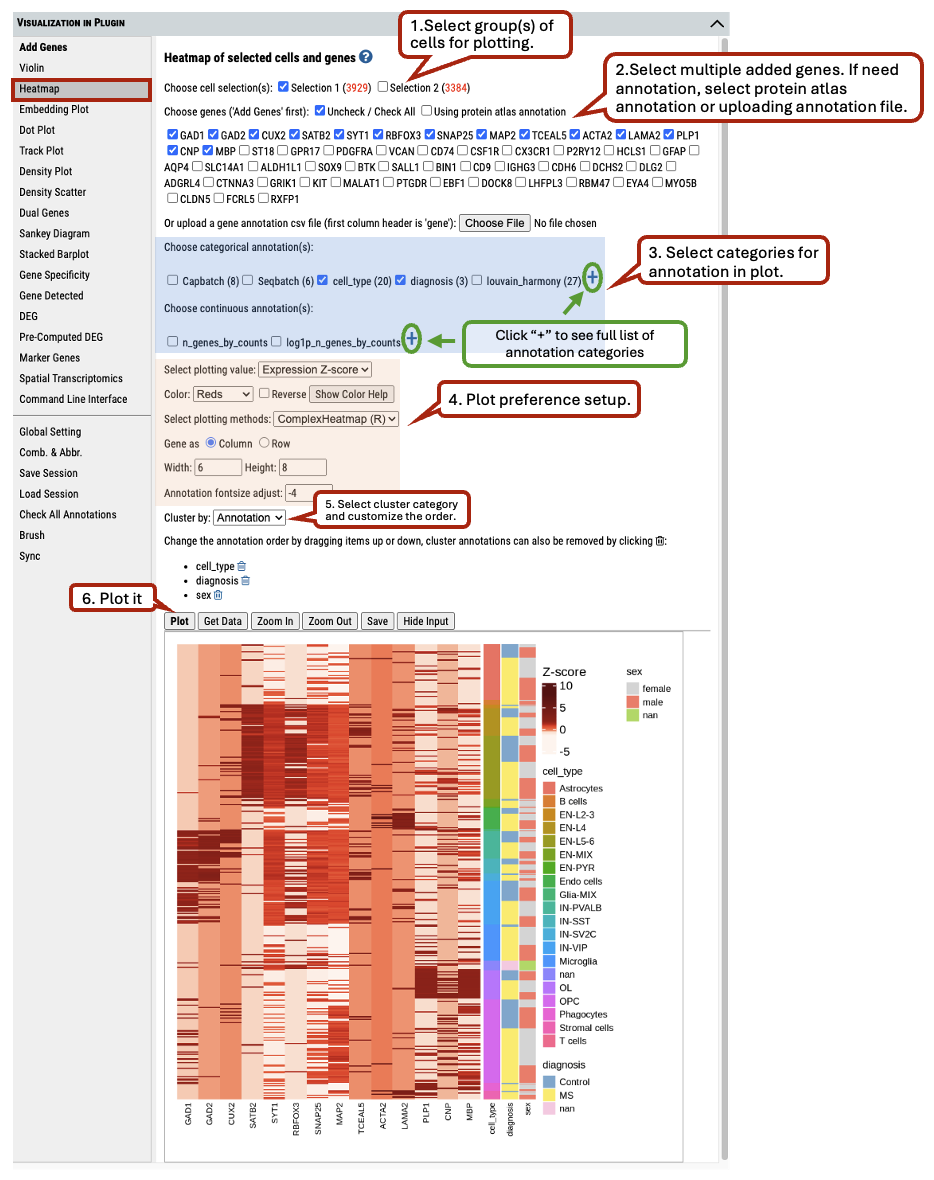 VISUALIZATION IN PLUGIN
Add Genes
Violin
Heatmap
Embedding Plot
Dot Plot
Track Plot
Density Plot
Density Scatter
Dual Genes
Sankey Diagram
Stacked Barplot
Gene Specificity
Gene Detected
DEG
Pre-Computed DEG
Marker Genes
Spatial Transcriptomics
Command Line Interface
Global Setting
Comb. & Abbr.
Save Session
Load Session
Check All Annotations
Brush
Sync
1.Select group(s) of
cells for plotting.
Heatmap of selected cells and genes ?
Choose cell selection(s): Selection 1 (3929) Selection 2 (3384)
2.Select multiple added genes. If need
annotation, select protein atlas
annotation or uploading annotation file.
Choose genes ('Add Genes' first): Uncheck / Check All Using protein atlas annotation
GAD1 GAD2 CUX2 SATB2 SYT1 RBFOX3 SNAP25 MAP2 TCEAL5 ACTA2 LAMA2 PLP1
CNP MBP ST18 GPR17 PDGFRA VCAN CD74 CSF1R CX3CR1 P2RY12 HCLS1 GFAP
AQP4 SLC14A1 ALDH1L1 SOX9 BTK SALL1 BIN1 CD9 IGHG3 CDH6 DCHS2 DLG2
ADGRL4 CTNNA3 GRIK1 KIT MALAT1 PTGDR EBF1 DOCK8 LHFPL3 RBM47 EYA4 MYO5B
CLDN5 FCRL5 RXFP1
Or upload a gene annotation csv file (first column header is 'gene'): Choose File No file chosen
Choose categorical annotation(s):
3. Select categories for
annotation in plot.
Capbatch (8) Seqbatch (6) cell_type (20) diagnosis (3) louvain_harmony (27) +
Choose continuous annotation(s):
n_genes_by_counts log1p_n_genes_by_counts +
Click “+” to see full list of
annotation categories
Select plotting value: Expression Z-score
Color: Reds Reverse Show Color Help
4. Plot preference setup.
Select plotting methods: ComplexHeatmap (R)
Gene as Column Row
Width: 6 Height: 8
Annotation fontsize adjust: -4
5. Select cluster category
and customize the order.
Cluster by: Annotation
Change the annotation order by dragging items up or down, cluster annotations can also be removed by clicking :
cell_type
diagnosis
sex
6. Plot it
Plot Get Data Zoom In Zoom Out Save Hide Input
Z-score
10
5
0
-5
sex
female
male
nan
cell_type
Astrocytes
B cells
EN-L2-3
EN-L4
EN-L5-6
EN-MIX
EN-PYR
Endo cells
Glia-MIX
IN-PVALB
IN-SST
IN-SV2C
IN-VIP
Microglia
nan
OL
OPC
Phagocytes
Stromal cells
T cells
diagnosis
Control
MS
nan
GAD1
GAD2
CUX2
SATB2
SYT1
RBFOX3
SNAP25
MAP2
TCEAL5
ACTA2
LAMA2
PLP1
CNP
MBP
cell_type
diagnosis
sex